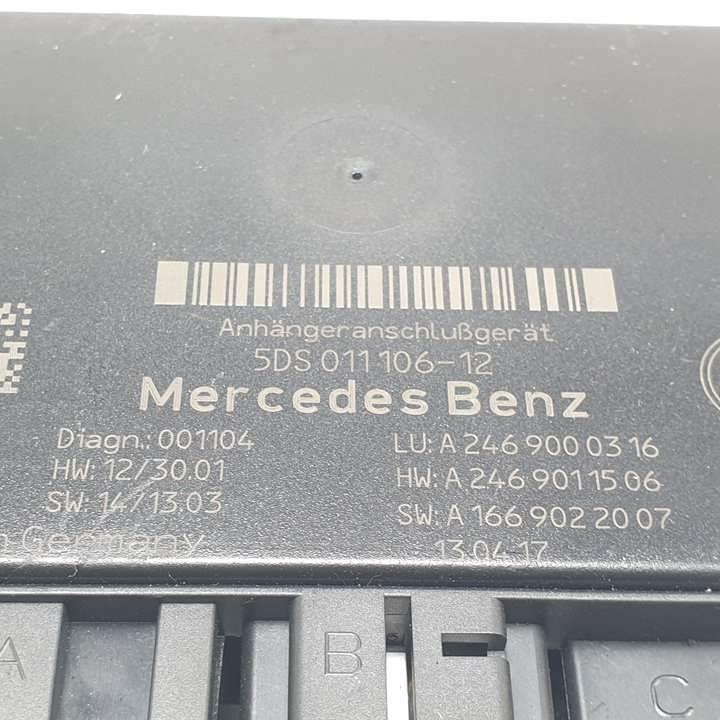 Anhängeranschlußgerät
5DS 011 106-12
Mercedes Benz
Diagn.: 001104
LU: A 246 900 03 16
HW: 12/30.01
HW: A 246 901 15 06
SW: 14/13.03
SW: A 166 902 20 07
Germany
13.04.17
A
B
C